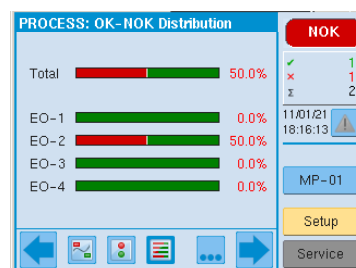 PROCESS: OK-NOK Distribution
Total 50.0%
EO-1 0.0%
EO-2 50.0%
EO-3 0.0%
EO-4 0.0%
NOK
✓ 1
× 1
Σ 2
11/01/21
18:16:13
MP-01
Setup
Service
...